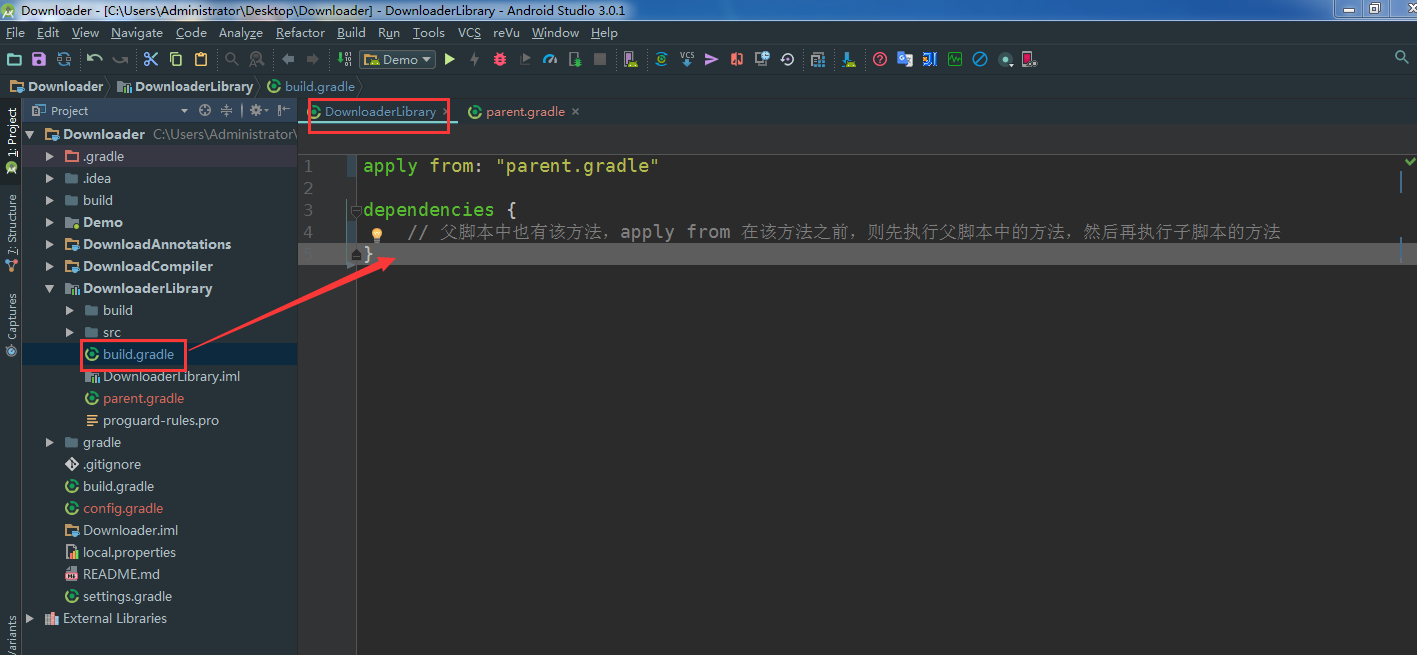 Downloader - [C:\Users\Administrator\Desktop\Downloader] - DownloaderLibrary - Android Studio 3.0.1
File Edit View Navigate Code Analyze Refactor Build Run Tools VCS reVu Window Help
Demo
Downloader DownloaderLibrary build.gradle
Project
DownloaderLibrary parent.gradle
1: Project
7: Structure
Captures
Variants
Downloader C:\Users\Administrator\
.gradle
.idea
build
Demo
DownloadAnnotations
DownloadCompiler
DownloaderLibrary
build
src
build.gradle
DownloaderLibrary.iml
parent.gradle
proguard-rules.pro
gradle
.gitignore
build.gradle
config.gradle
Downloader.iml
local.properties
README.md
settings.gradle
External Libraries
1 apply from: "parent.gradle"
2
3 dependencies {
4 // 父脚本中也有该方法，apply from 在该方法之前，则先执行父脚本中的方法，然后再执行子脚本的方法
5 }